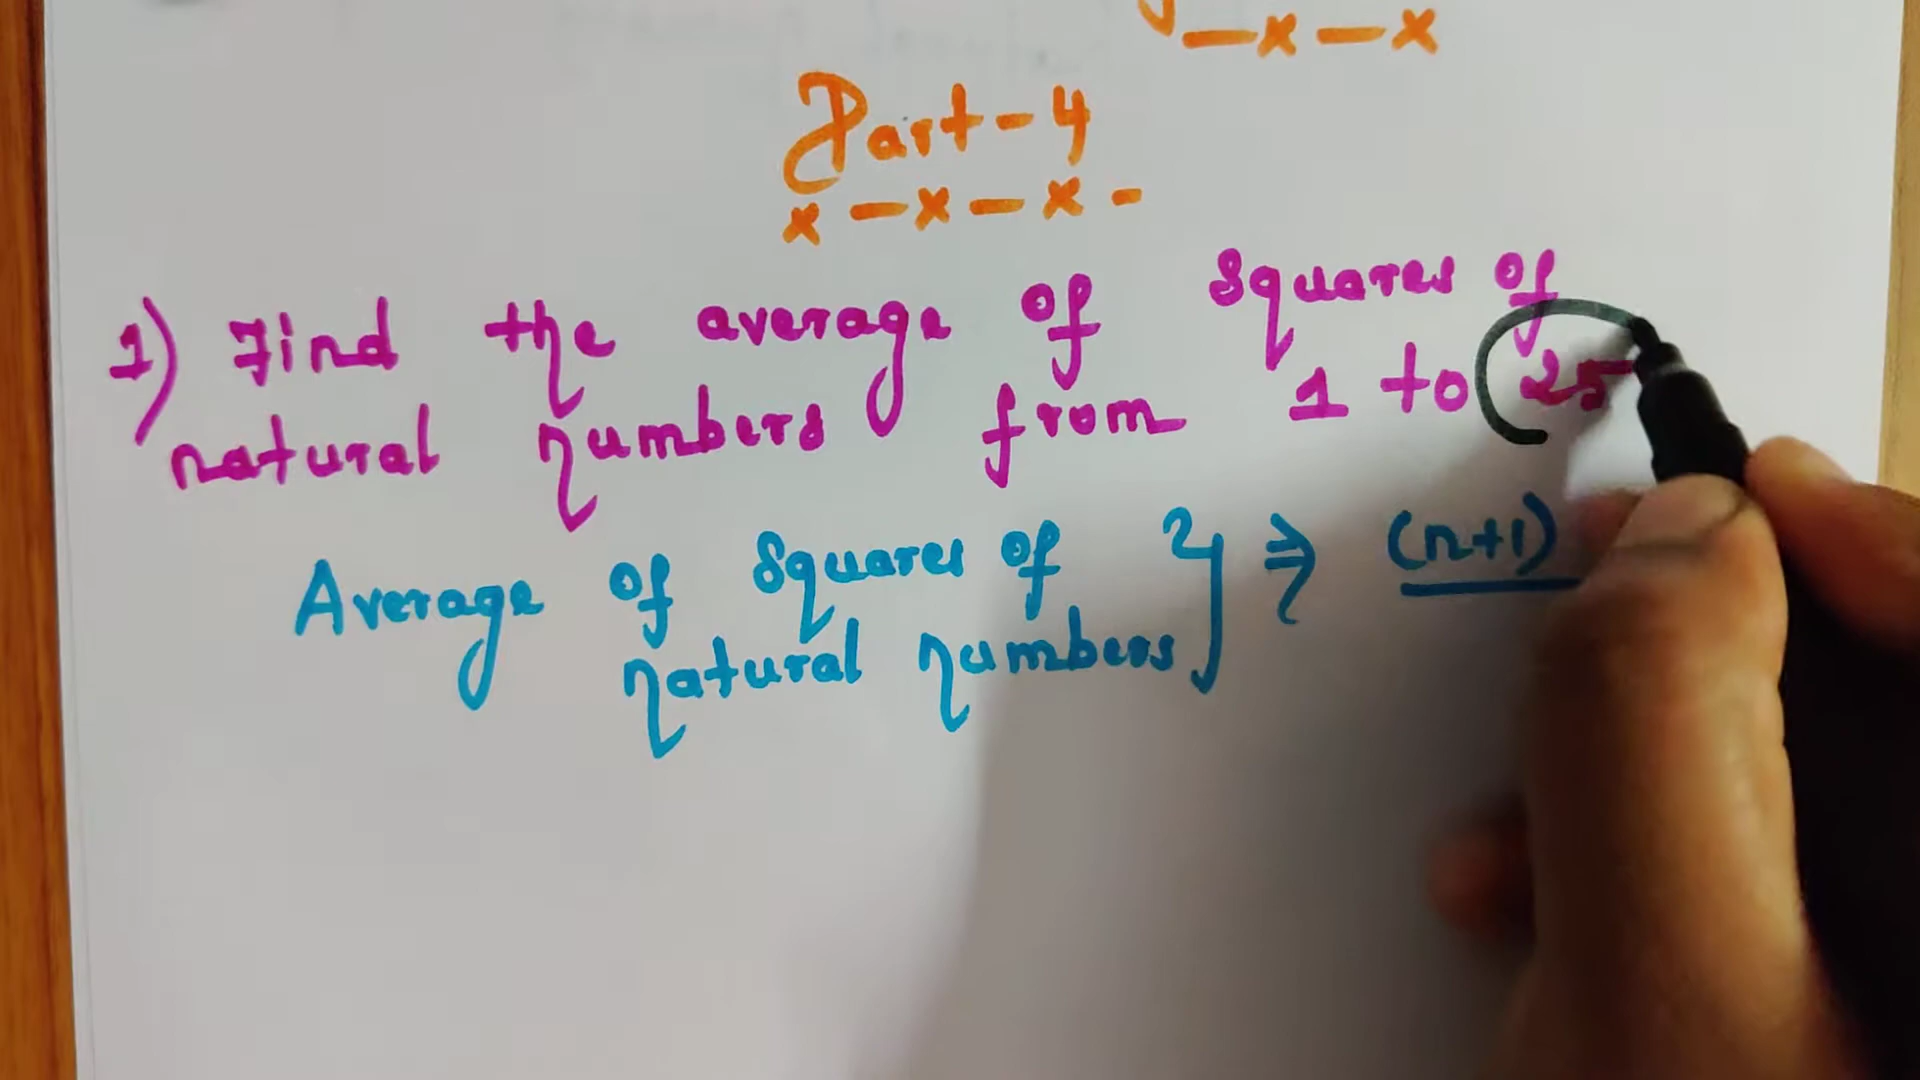 -x-x
Part-4
x-x-x-
1) Find the average of squares of
natural numbers from 1 to 25
Average of squares of } ⇒ (n+1)
natural numbers